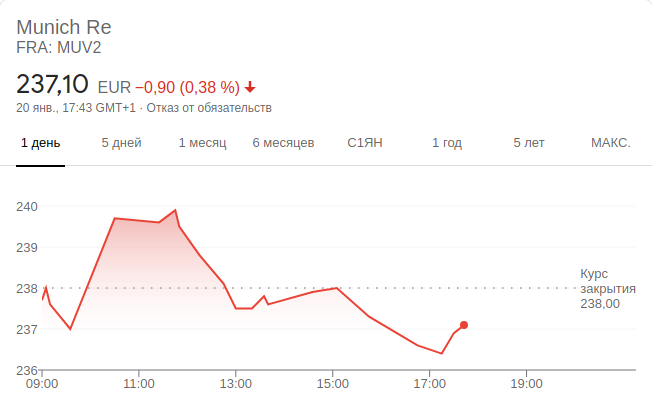 Munich Re
FRA: MUV2
237,10 EUR −0,90 (0,38 %)
20 янв., 17:43 GMT+1 · Отказ от обязательств
1 день 5 дней 1 месяц 6 месяцев С1ЯН 1 год 5 лет МАКС.
240
239
238
237
236
Курс
закрытия
238,00
09:00 11:00 13:00 15:00 17:00 19:00